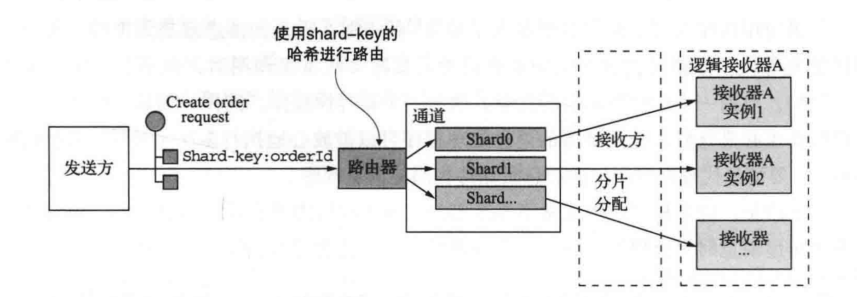 使用shard-key的
哈希进行路由
Create order
request
Shard-key:orderId
发送方
路由器
通道
Shard0
Shard1
Shard...
接收方
分片
分配
逻辑接收器A
接收器A
实例1
接收器A
实例2
接收器
...